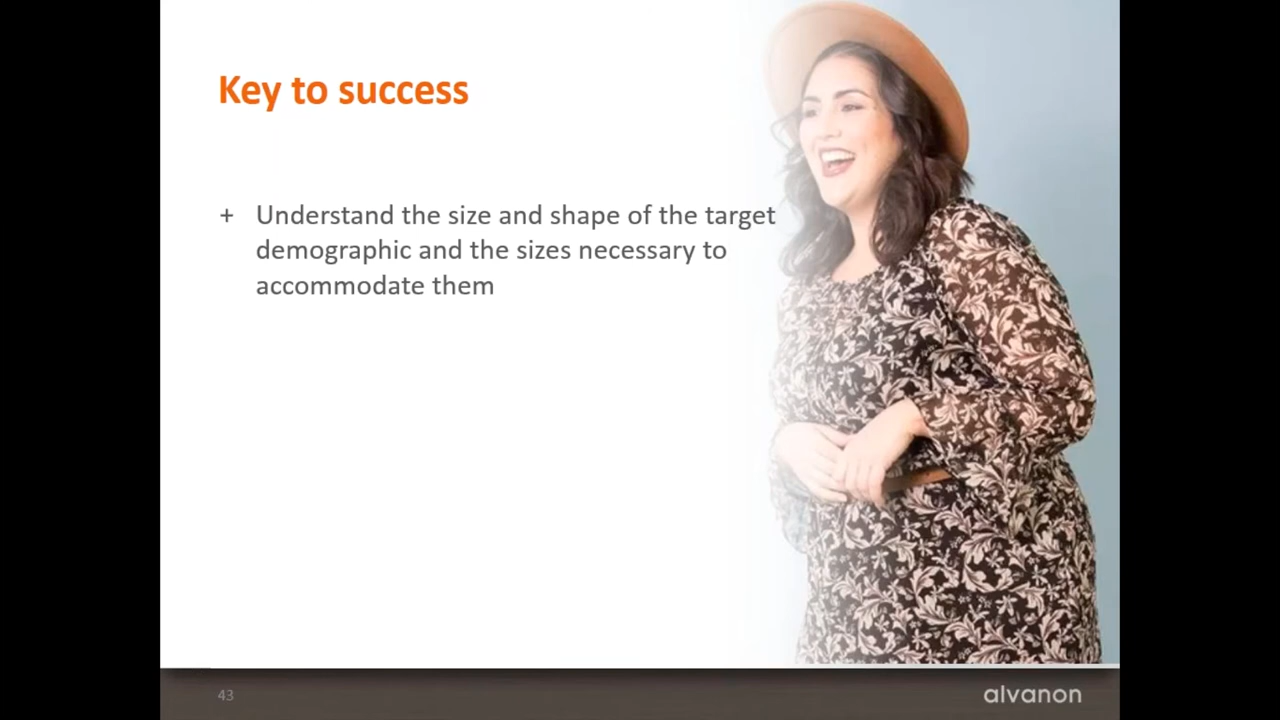 Key to success
+ Understand the size and shape of the target
demographic and the sizes necessary to
accommodate them
43
alvanon